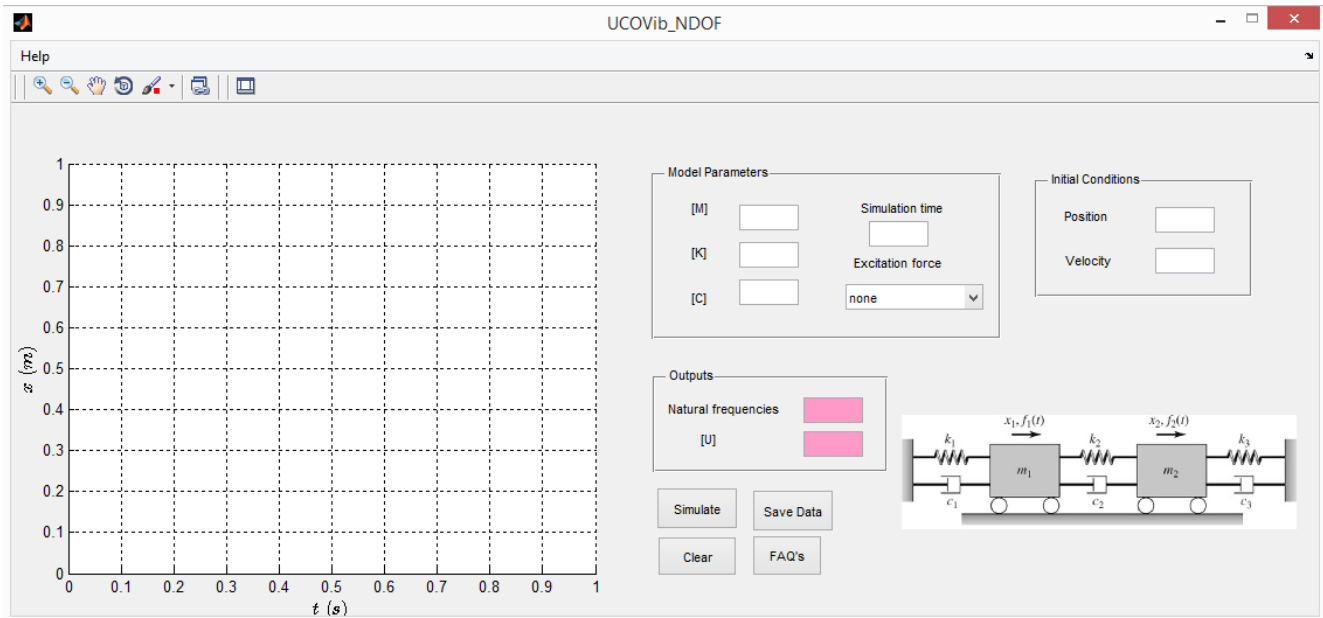 UCOVib_NDOF
Help
1
0.9
0.8
0.7
0.6
0.5
0.4
0.3
0.2
0.1
0
x (m)
0 0.1 0.2 0.3 0.4 0.5 0.6 0.7 0.8 0.9 1
t (s)
Model Parameters
[M]
[K]
[C]
Simulation time
Excitation force
none
Initial Conditions
Position
Velocity
Outputs
Natural frequencies
[U]
Simulate Save Data
Clear FAQ's
x₁, f₁(t) x₂, f₂(t)
k₁ k₂ k₃
m₁ m₂
c₁ c₂ c₃